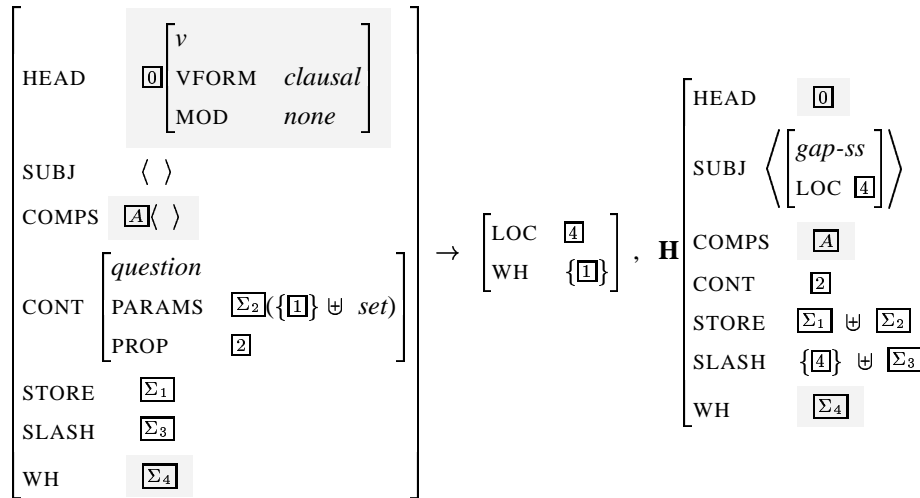 HEAD 0 v
VFORM clausal
MOD none
SUBJ ⟨ ⟩
COMPS A⟨ ⟩
CONT question
PARAMS Σ2({1} ⊎ set)
PROP 2
STORE Σ1
SLASH Σ3
WH Σ4
→
LOC 4
WH {1}
, H
HEAD 0
SUBJ ⟨ gap-ss
LOC 4 ⟩
COMPS A
CONT 2
STORE Σ1 ⊎ Σ2
SLASH {4} ⊎ Σ3
WH Σ4